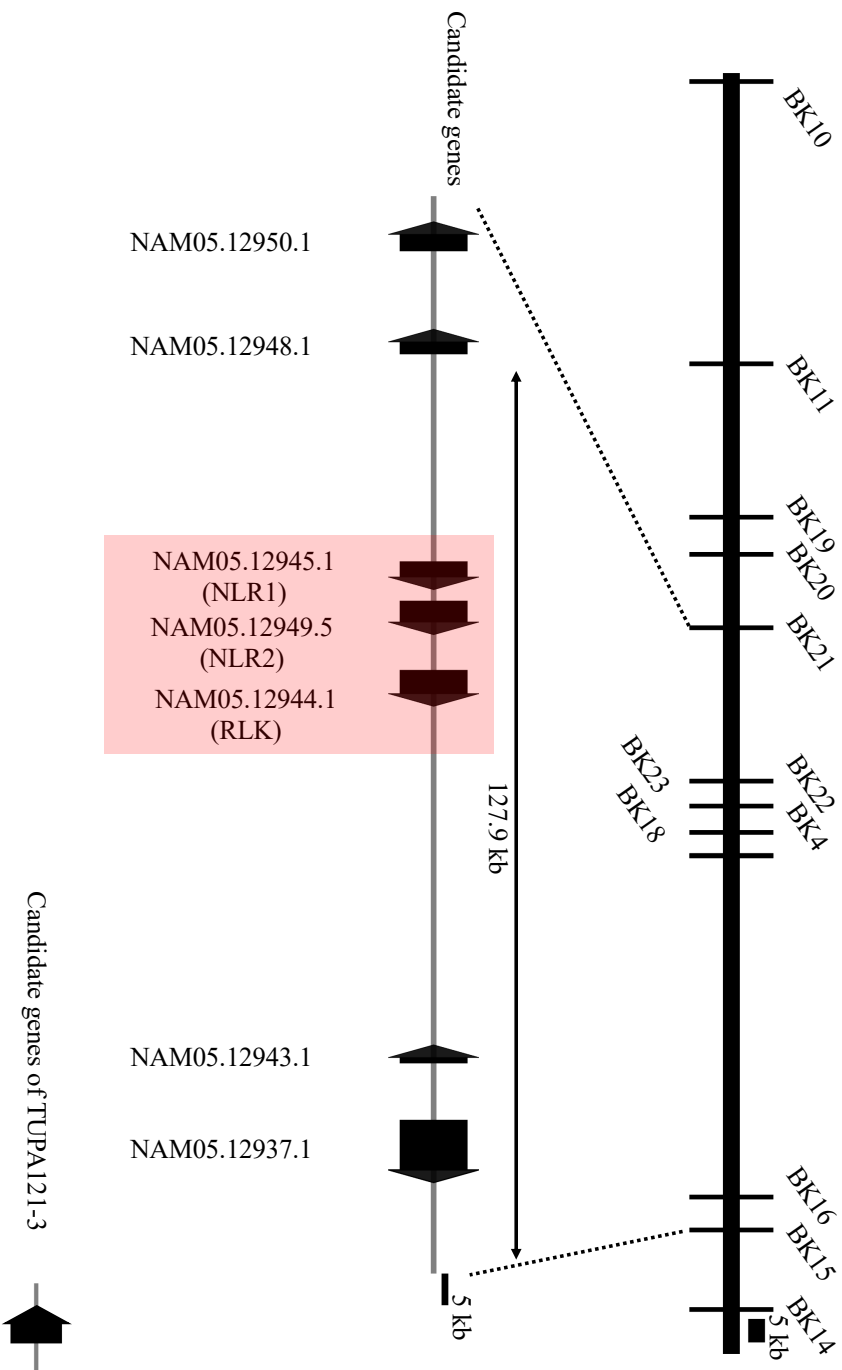 BK10
BK11
BK19
BK20
BK21
BK22
BK4
BK23
BK18
BK16
BK15
BK14
5 kb
127.9 kb
5 kb
Candidate genes
NAM05.12950.1
NAM05.12948.1
NAM05.12945.1
(NLR1)
NAM05.12949.5
(NLR2)
NAM05.12944.1
(RLK)
NAM05.12943.1
NAM05.12937.1
Candidate genes of TUPA121-3